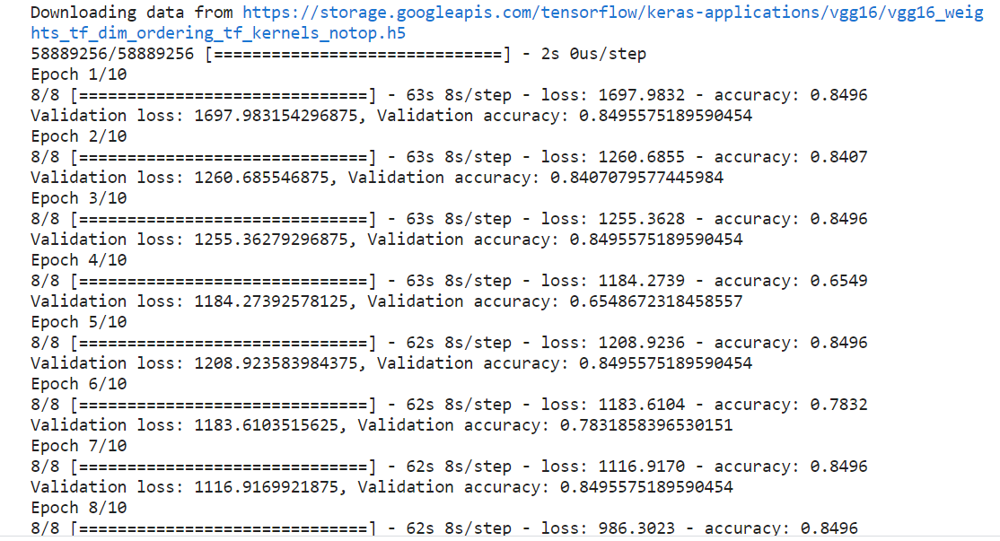 Downloading data from https://storage.googleapis.com/tensorflow/keras-applications/vgg16/vgg16_weig
hts_tf_dim_ordering_tf_kernels_notop.h5
58889256/58889256 [==============================] - 2s 0us/step
Epoch 1/10
8/8 [==============================] - 63s 8s/step - loss: 1697.9832 - accuracy: 0.8496
Validation loss: 1697.983154296875, Validation accuracy: 0.8495575189590454
Epoch 2/10
8/8 [==============================] - 63s 8s/step - loss: 1260.6855 - accuracy: 0.8407
Validation loss: 1260.685546875, Validation accuracy: 0.8407079577445984
Epoch 3/10
8/8 [==============================] - 63s 8s/step - loss: 1255.3628 - accuracy: 0.8496
Validation loss: 1255.36279296875, Validation accuracy: 0.8495575189590454
Epoch 4/10
8/8 [==============================] - 63s 8s/step - loss: 1184.2739 - accuracy: 0.6549
Validation loss: 1184.27392578125, Validation accuracy: 0.6548672318458557
Epoch 5/10
8/8 [==============================] - 62s 8s/step - loss: 1208.9236 - accuracy: 0.8496
Validation loss: 1208.923583984375, Validation accuracy: 0.8495575189590454
Epoch 6/10
8/8 [==============================] - 62s 8s/step - loss: 1183.6104 - accuracy: 0.7832
Validation loss: 1183.6103515625, Validation accuracy: 0.7831858396530151
Epoch 7/10
8/8 [==============================] - 62s 8s/step - loss: 1116.9170 - accuracy: 0.8496
Validation loss: 1116.9169921875, Validation accuracy: 0.8495575189590454
Epoch 8/10
8/8 [==============================] - 62s 8s/step - loss: 986.3023 - accuracy: 0.8496